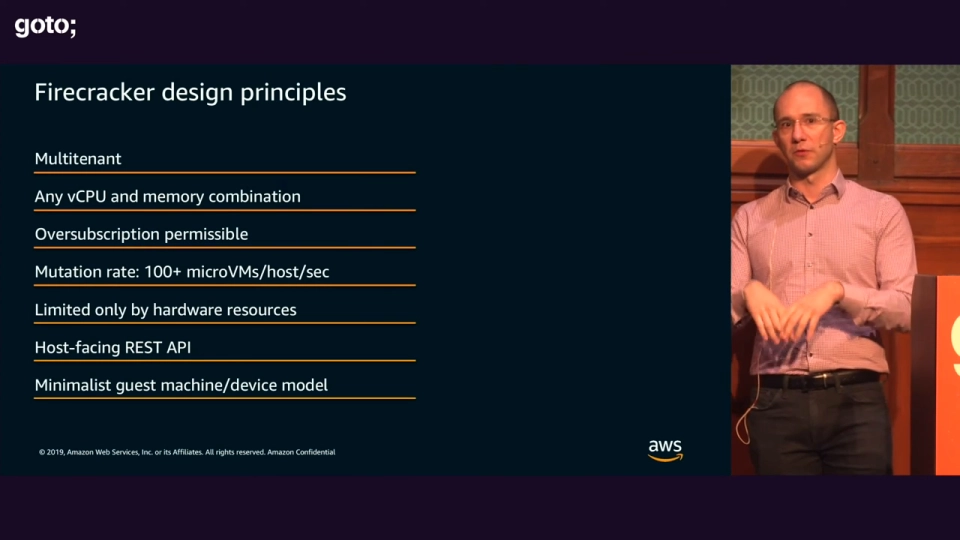 goto;
Firecracker design principles
Multitenant
Any vCPU and memory combination
Oversubscription permissible
Mutation rate: 100+ microVMs/host/sec
Limited only by hardware resources
Host-facing REST API
Minimalist guest machine/device model
© 2019, Amazon Web Services, Inc. or its Affiliates. All rights reserved. Amazon Confidential
aws